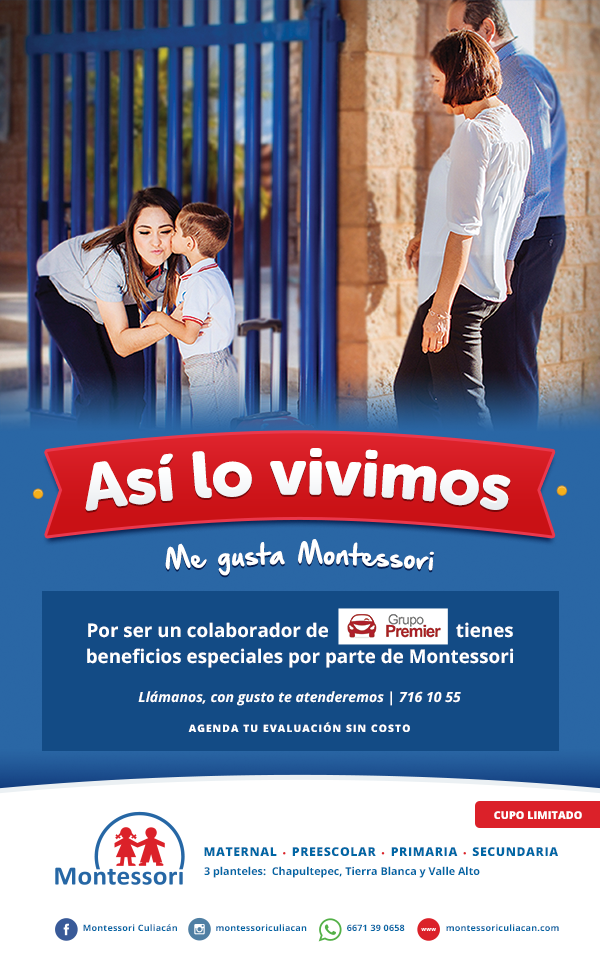 Así lo vivimos
Me gusta Montessori
Por ser un colaborador de Grupo Premier tienes
beneficios especiales por parte de Montessori
Llámanos, con gusto te atenderemos | 716 10 55
AGENDA TU EVALUACIÓN SIN COSTO
CUPO LIMITADO
Montessori
MATERNAL · PREESCOLAR · PRIMARIA · SECUNDARIA
3 planteles: Chapultepec, Tierra Blanca y Valle Alto
f Montessori Culiacán montessoriculiacan 6671 39 0658 www montessoriculiacan.com